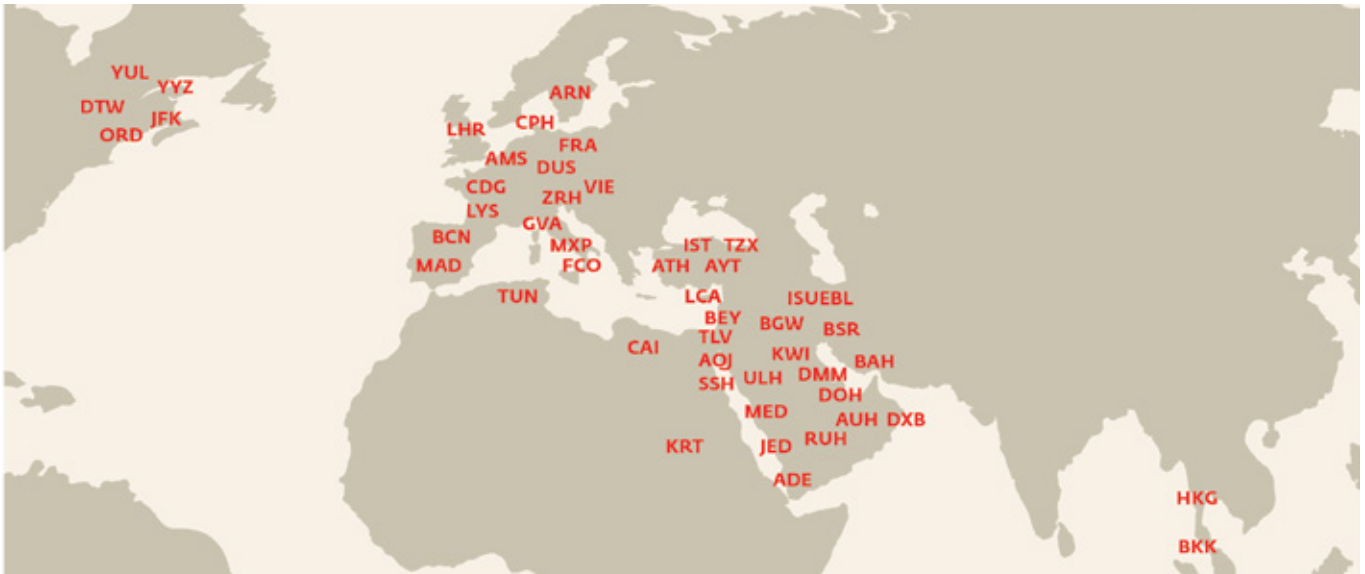 YUL
YYZ
DTW
JFK
ORD
ARN
LHR
CPH
FRA
AMS
DUS
CDG
VIE
ZRH
LYS
GVA
BCN
MXP
IST
TZX
MAD
FCO
ATH
AYT
TUN
LCA
ISUEBL
BEY
BGW
BSR
TLV
CAI
KWI
AQJ
BAH
SSH
ULH
DMM
DOH
MED
AUH
DXB
KRT
JED
RUH
ADE
HKG
BKK